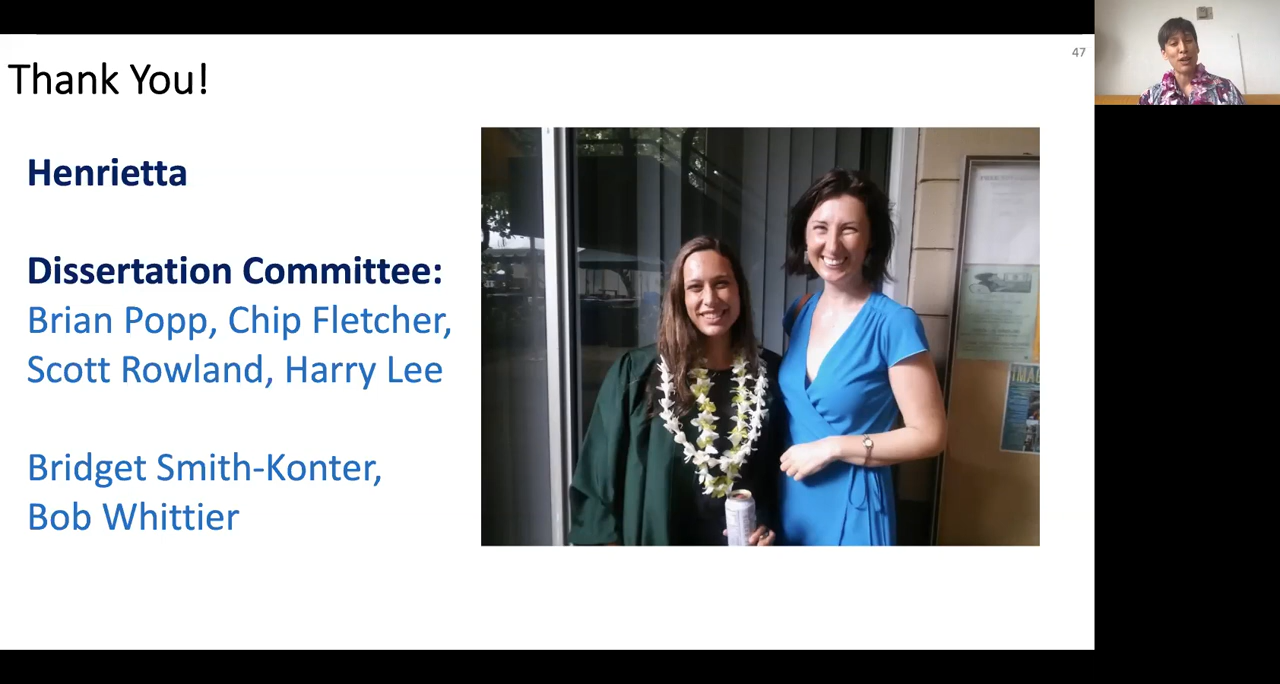 47
Thank You!
Henrietta
Dissertation Committee:
Brian Popp, Chip Fletcher,
Scott Rowland, Harry Lee
Bridget Smith-Konter,
Bob Whittier